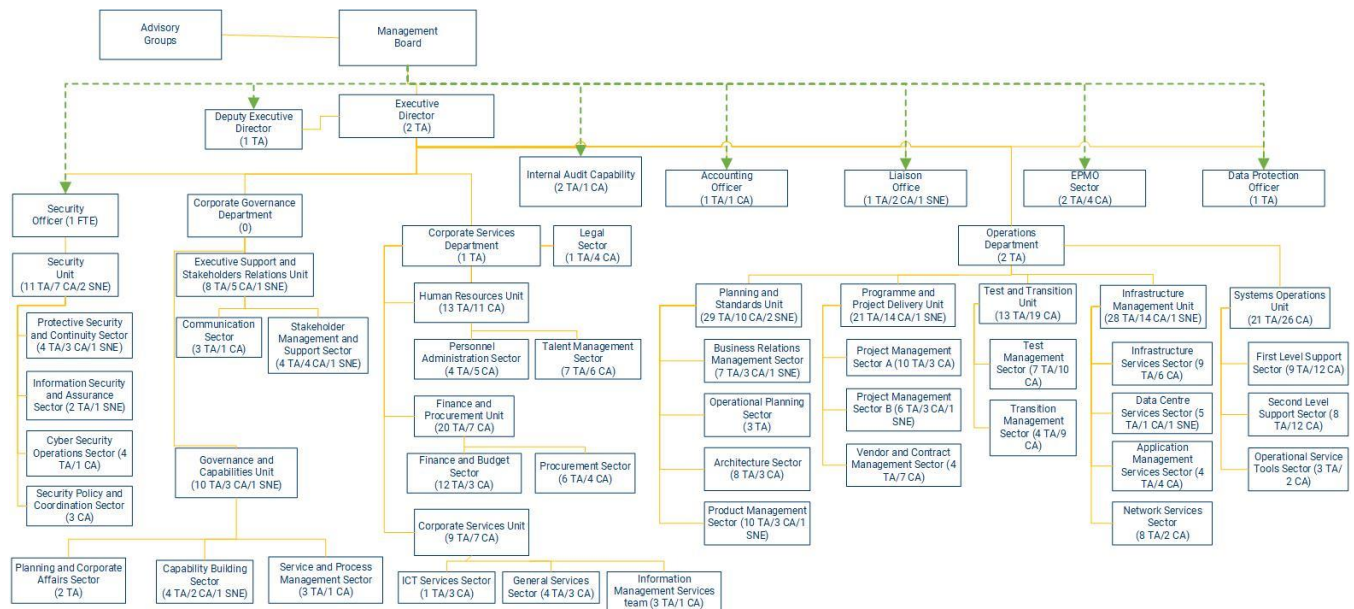 Advisory
Groups
Management
Board
Deputy Executive
Director
(1 TA)
Executive
Director
(2 TA)
Internal Audit Capability
(2 TA/1 CA)
Accounting
Officer
(1 TA/1 CA)
Liaison
Office
(1 TA/2 CA/1 SNE)
EPMO
Sector
(2 TA/4 CA)
Data Protection
Officer
(1 TA)
Security
Officer (1 FTE)
Corporate Governance
Department
(0)
Corporate Services
Department
(1 TA)
Legal
Sector
(1 TA/4 CA)
Operations
Department
(2 TA)
Security
Unit
(11 TA/7 CA/2 SNE)
Protective Security
and Continuity Sector
(4 TA/3 CA/1 SNE)
Information Security
and Assurance
Sector (2 TA/1 SNE)
Cyber Security
Operations Sector (4
TA/1 CA)
Security Policy and
Coordination Sector
(3 CA)
Executive Support and
Stakeholders Relations Unit
(8 TA/5 CA/1 SNE)
Communication Sector
(3 TA/1 CA)
Stakeholder
Management and
Support Sector
(4 TA/4 CA/1 SNE)
Governance and
Capabilities Unit
(10 TA/3 CA/1 SNE)
Planning and Corporate
Affairs Sector
(2 TA)
Capability Building
Sector
(4 TA/2 CA/1 SNE)
Service and Process
Management Sector
(3 TA/1 CA)
Human Resources Unit
(13 TA/11 CA)
Personnel
Administration Sector
(4 TA/5 CA)
Talent Management
Sector
(7 TA/6 CA)
Finance and
Procurement Unit
(20 TA/7 CA)
Finance and Budget
Sector
(12 TA/3 CA)
Procurement Sector
(6 TA/4 CA)
Corporate Services Unit
(9 TA/7 CA)
ICT Services Sector
(1 TA/3 CA)
General Services
Sector (4 TA/3 CA)
Information
Management Services
team (3 TA/1 CA)
Planning and
Standards Unit
(29 TA/10 CA/2 SNE)
Business Relations
Management Sector
(7 TA/3 CA/1 SNE)
Operational Planning
Sector
(3 TA)
Architecture Sector
(8 TA/3 CA)
Product Management
Sector (10 TA/3 CA/1
SNE)
Programme and
Project Delivery Unit
(21 TA/14 CA/1 SNE)
Project Management
Sector A (10 TA/3 CA)
Project Management
Sector B (6 TA/3 CA/1
SNE)
Vendor and Contract
Management Sector (4
TA/7 CA)
Test and Transition
Unit
(13 TA/19 CA)
Test
Management
Sector (7 TA/10
CA)
Transition
Management
Sector (4 TA/9
CA)
Infrastructure
Management Unit
(28 TA/14 CA/1 SNE)
Infrastructure
Services Sector (9
TA/6 CA)
Data Centre
Services Sector (5
TA/1 CA/1 SNE)
Application
Management
Services Sector (4
TA/4 CA)
Network Services
Sector
(8 TA/2 CA)
Systems Operations
Unit
(21 TA/26 CA)
First Level Support
Sector (9 TA/12 CA)
Second Level
Support Sector (8
TA/12 CA)
Operational Service
Tools Sector (3 TA/
2 CA)